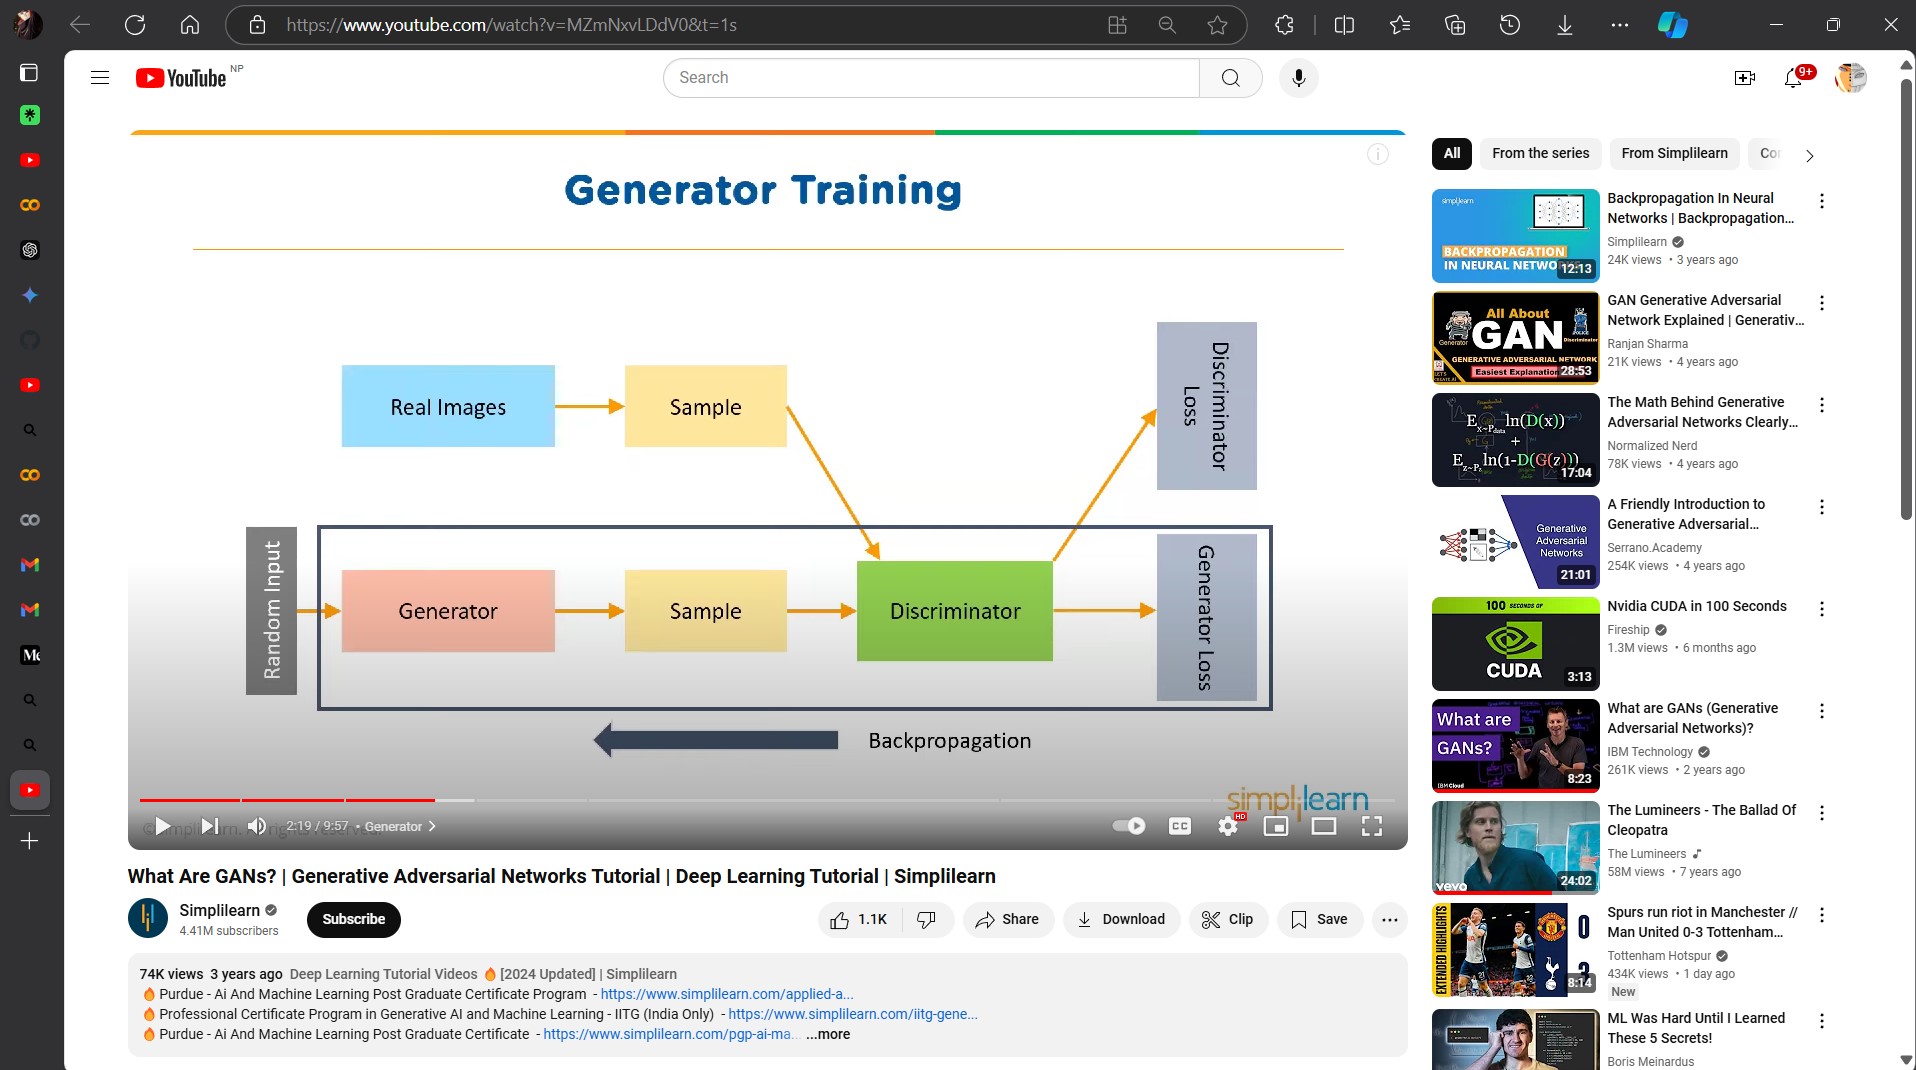 https://www.youtube.com/watch?v=MZmNxvLDdV0&t=1s
YouTube NP
Search
9+
Generator Training
Real Images
Sample
Discriminator Loss
Random Input
Generator
Sample
Discriminator
Generator Loss
Backpropagation
simplilearn
2:19 / 9:57 • Generator
CC
HD
What Are GANs? | Generative Adversarial Networks Tutorial | Deep Learning Tutorial | Simplilearn
Simplilearn
4.41M subscribers
Subscribe
1.1K
Share
Download
Clip
Save
74K views 3 years ago Deep Learning Tutorial Videos 🔥 [2024 Updated] | Simplilearn
🔥 Purdue - Ai And Machine Learning Post Graduate Certificate Program - https://www.simplilearn.com/applied-a...
🔥 Professional Certificate Program in Generative AI and Machine Learning - IITG (India Only) - https://www.simplilearn.com/iitg-gene...
🔥 Purdue - Ai And Machine Learning Post Graduate Certificate - https://www.simplilearn.com/pgp-ai-ma... ...more
All
From the series
From Simplilearn
simplilearn
BACKPROPAGATION
IN NEURAL NETWO
12:13
Backpropagation In Neural
Networks | Backpropagation...
Simplilearn
24K views • 3 years ago
All About
GAN
Generator
Discriminator
GENERATIVE ADVERSARIAL NETWORK
Easiest Explanation
28:53
GAN Generative Adversarial
Network Explained | Generativ...
Ranjan Sharma
21K views • 4 years ago
17:04
The Math Behind Generative
Adversarial Networks Clearly...
Normalized Nerd
78K views • 4 years ago
Generative
Adversarial
Networks
21:01
A Friendly Introduction to
Generative Adversarial...
Serrano.Academy
254K views • 4 years ago
100 SECONDS OF
CUDA
3:13
Nvidia CUDA in 100 Seconds
Fireship
1.3M views • 6 months ago
What are
GANs?
IBM Cloud
8:23
What are GANs (Generative
Adversarial Networks)?
IBM Technology
261K views • 2 years ago
vevo
24:02
The Lumineers - The Ballad Of
Cleopatra
The Lumineers
58M views • 7 years ago
EXTENDED HIGHLIGHTS
0
3
8:14
Spurs run riot in Manchester //
Man United 0-3 Tottenham...
Tottenham Hotspur
434K views • 1 day ago
New
ML Was Hard Until I Learned
These 5 Secrets!
Boris Meinardus